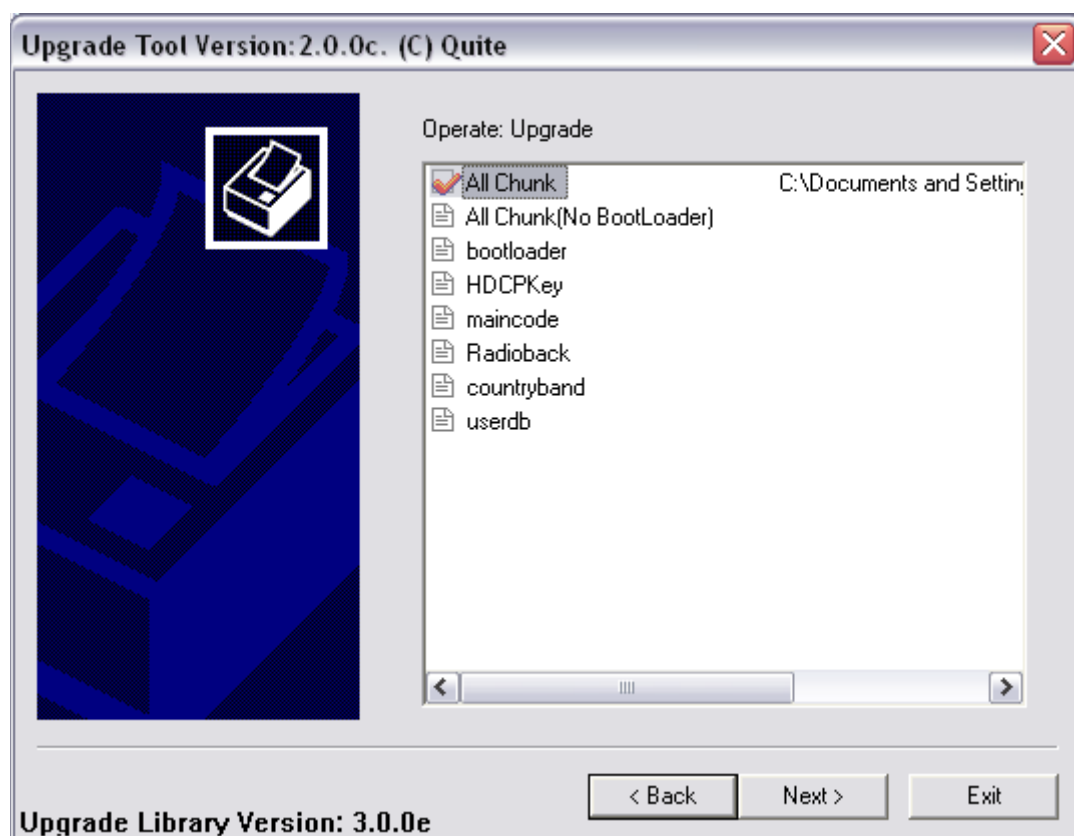 Upgrade Tool Version:2.0.0c. (C) Quite
Operate: Upgrade
All Chunk C:\Documents and Setting
All Chunk(No BootLoader)
bootloader
HDCPKey
maincode
Radioback
countryband
userdb
< Back Next > Exit
Upgrade Library Version: 3.0.0e